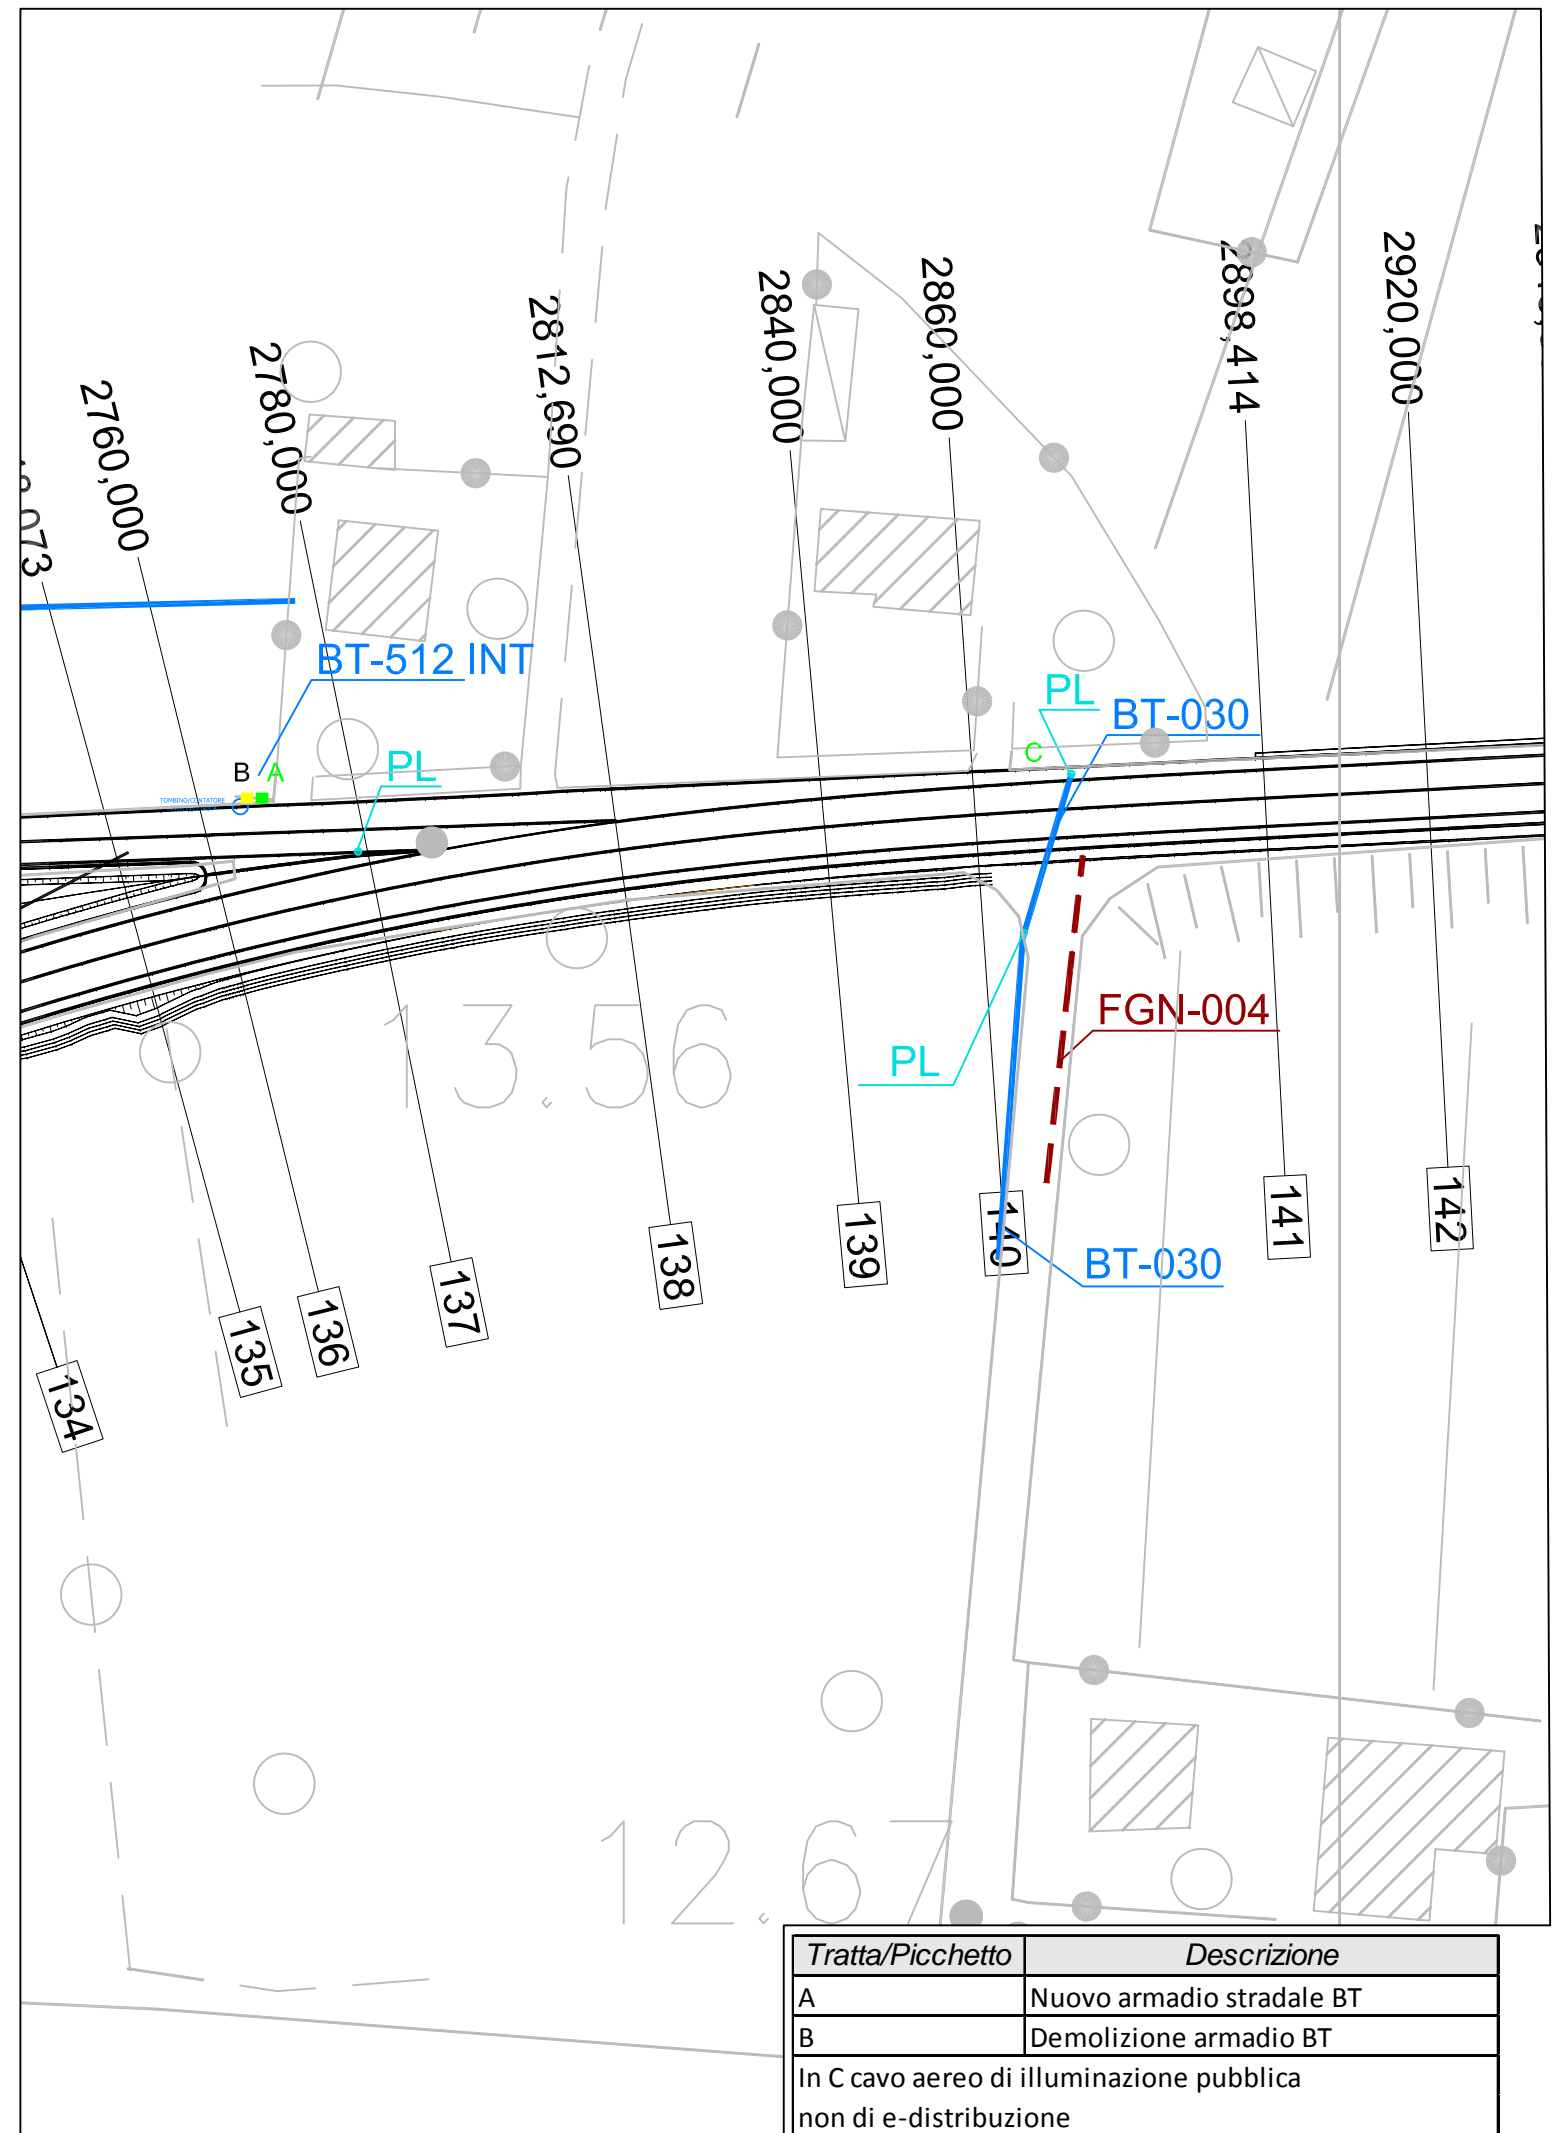 2760,000
2780,000
2812,690
2840,000
2860,000
2898,414
2920,000
BT-512 INT
B
A
PL
TOMBINO/CONTATORE
PL
BT-030
C
FGN-004
PL
13.56
134
135
136
137
138
139
140
141
142
BT-030
12.67
Tratta/Picchetto Descrizione
A Nuovo armadio stradale BT
B Demolizione armadio BT
In C cavo aereo di illuminazione pubblica
non di e-distribuzione